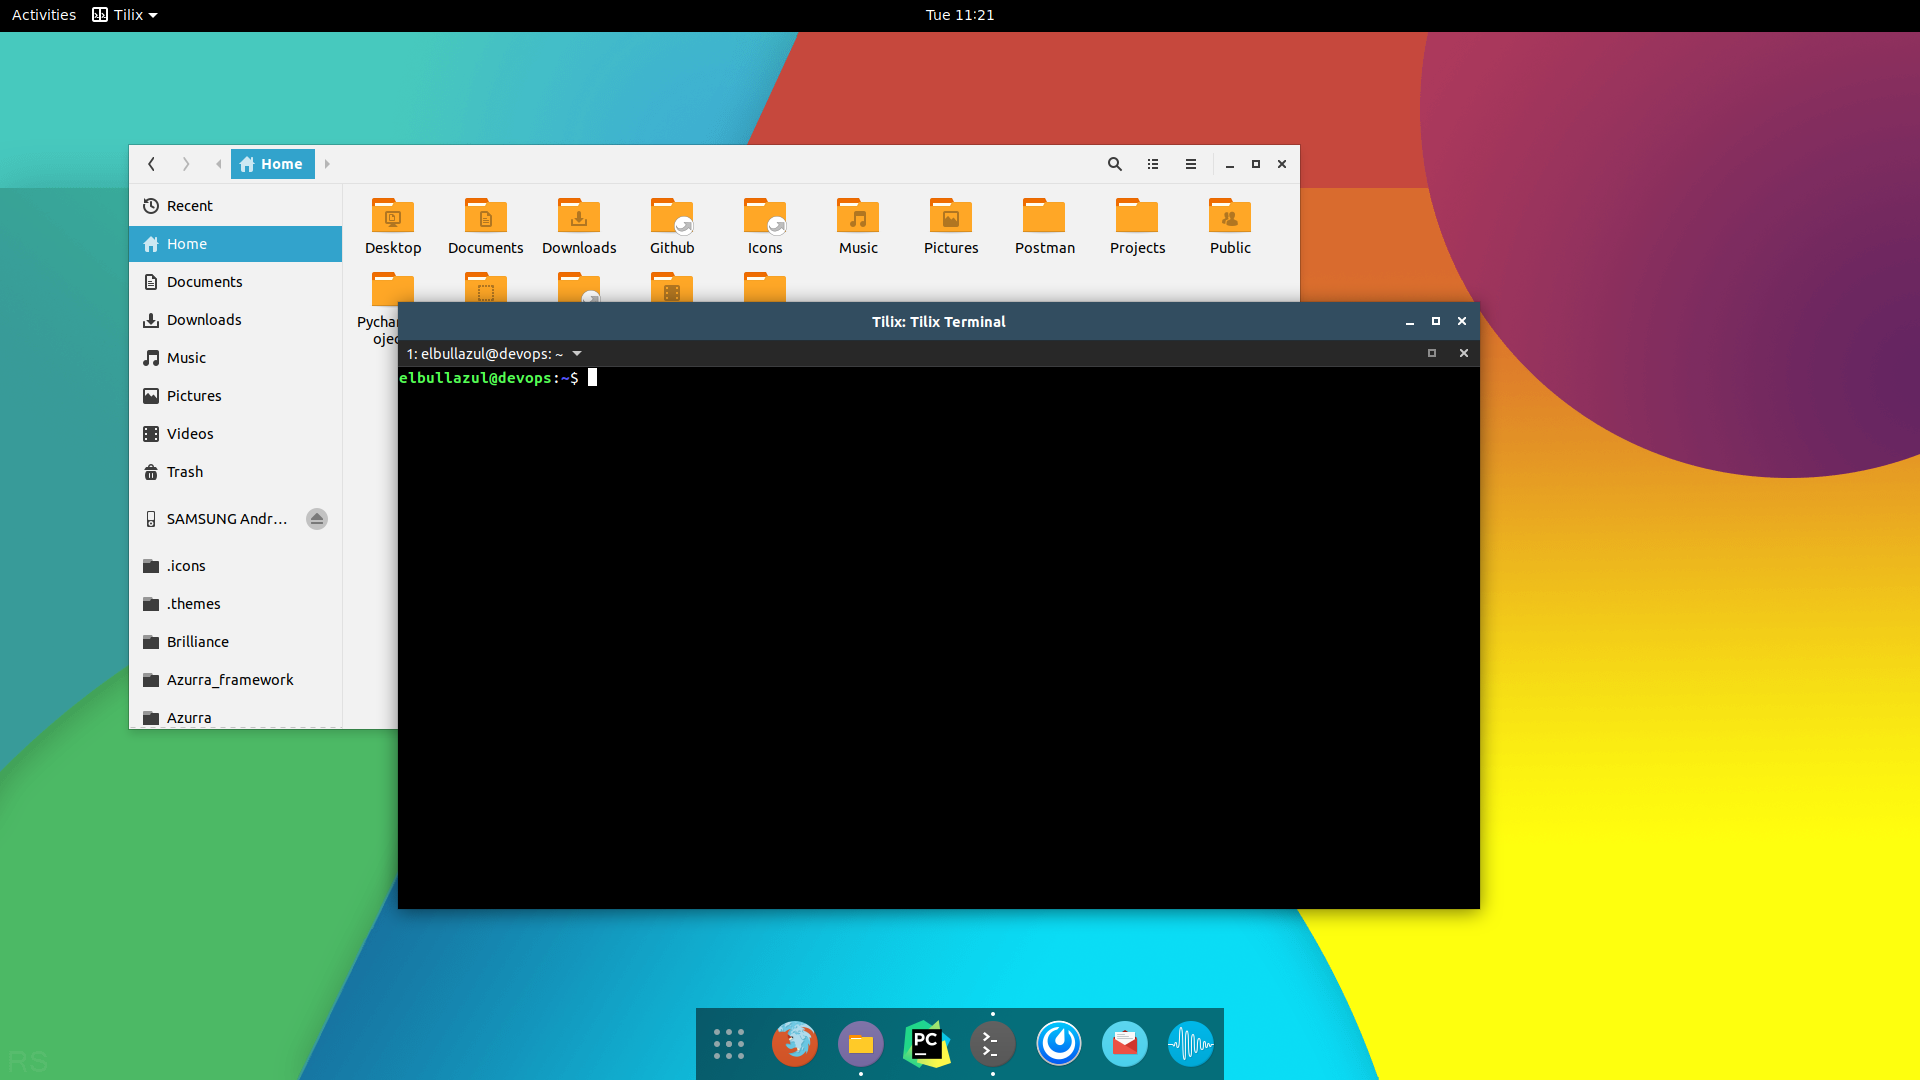 Activities Tilix Tue 11:21
Home
Recent
Home
Documents
Downloads
Music
Pictures
Videos
Trash
SAMSUNG Andr...
.icons
.themes
Brilliance
Azurra_framework
Azurra
Desktop Documents Downloads Github Icons Music Pictures Postman Projects Public
Tilix: Tilix Terminal
1: elbullazul@devops: ~
elbullazul@devops:~$
PC
RS